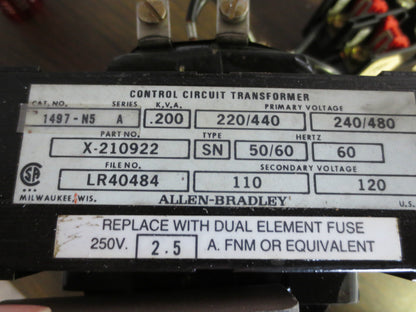 CONTROL CIRCUIT TRANSFORMER
CAT. NO. SERIES K.V.A. PRIMARY VOLTAGE
1497-N5 A .200 220/440 240/480
PART NO. TYPE HERTZ
X-210922 SN 50/60 60
FILE NO. SECONDARY VOLTAGE
LR40484 110 120
MILWAUKEE, WIS. ALLEN-BRADLEY U.S.
REPLACE WITH DUAL ELEMENT FUSE
250V. 2.5 A. FNM OR EQUIVALENT